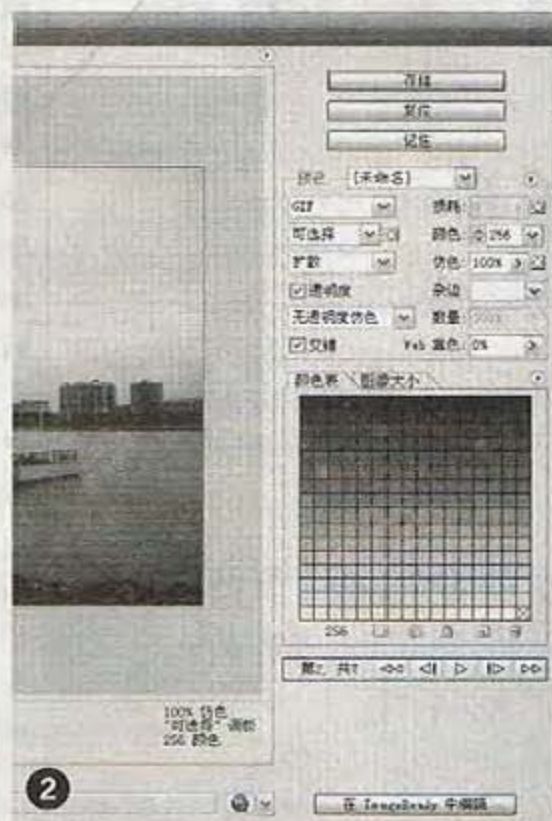 存储
复位
记住
预设: [未命名]
GIF 损耗:
可选择 颜色: 256
扩散 仿色: 100%
透明度 杂边:
无透明度仿色 数量:
交错 Web 靠色: 0%
颜色表 图像大小
256
第2, 共7
100% 仿色
“可选择” 调板
256 颜色
2
在 ImageReady 中编辑